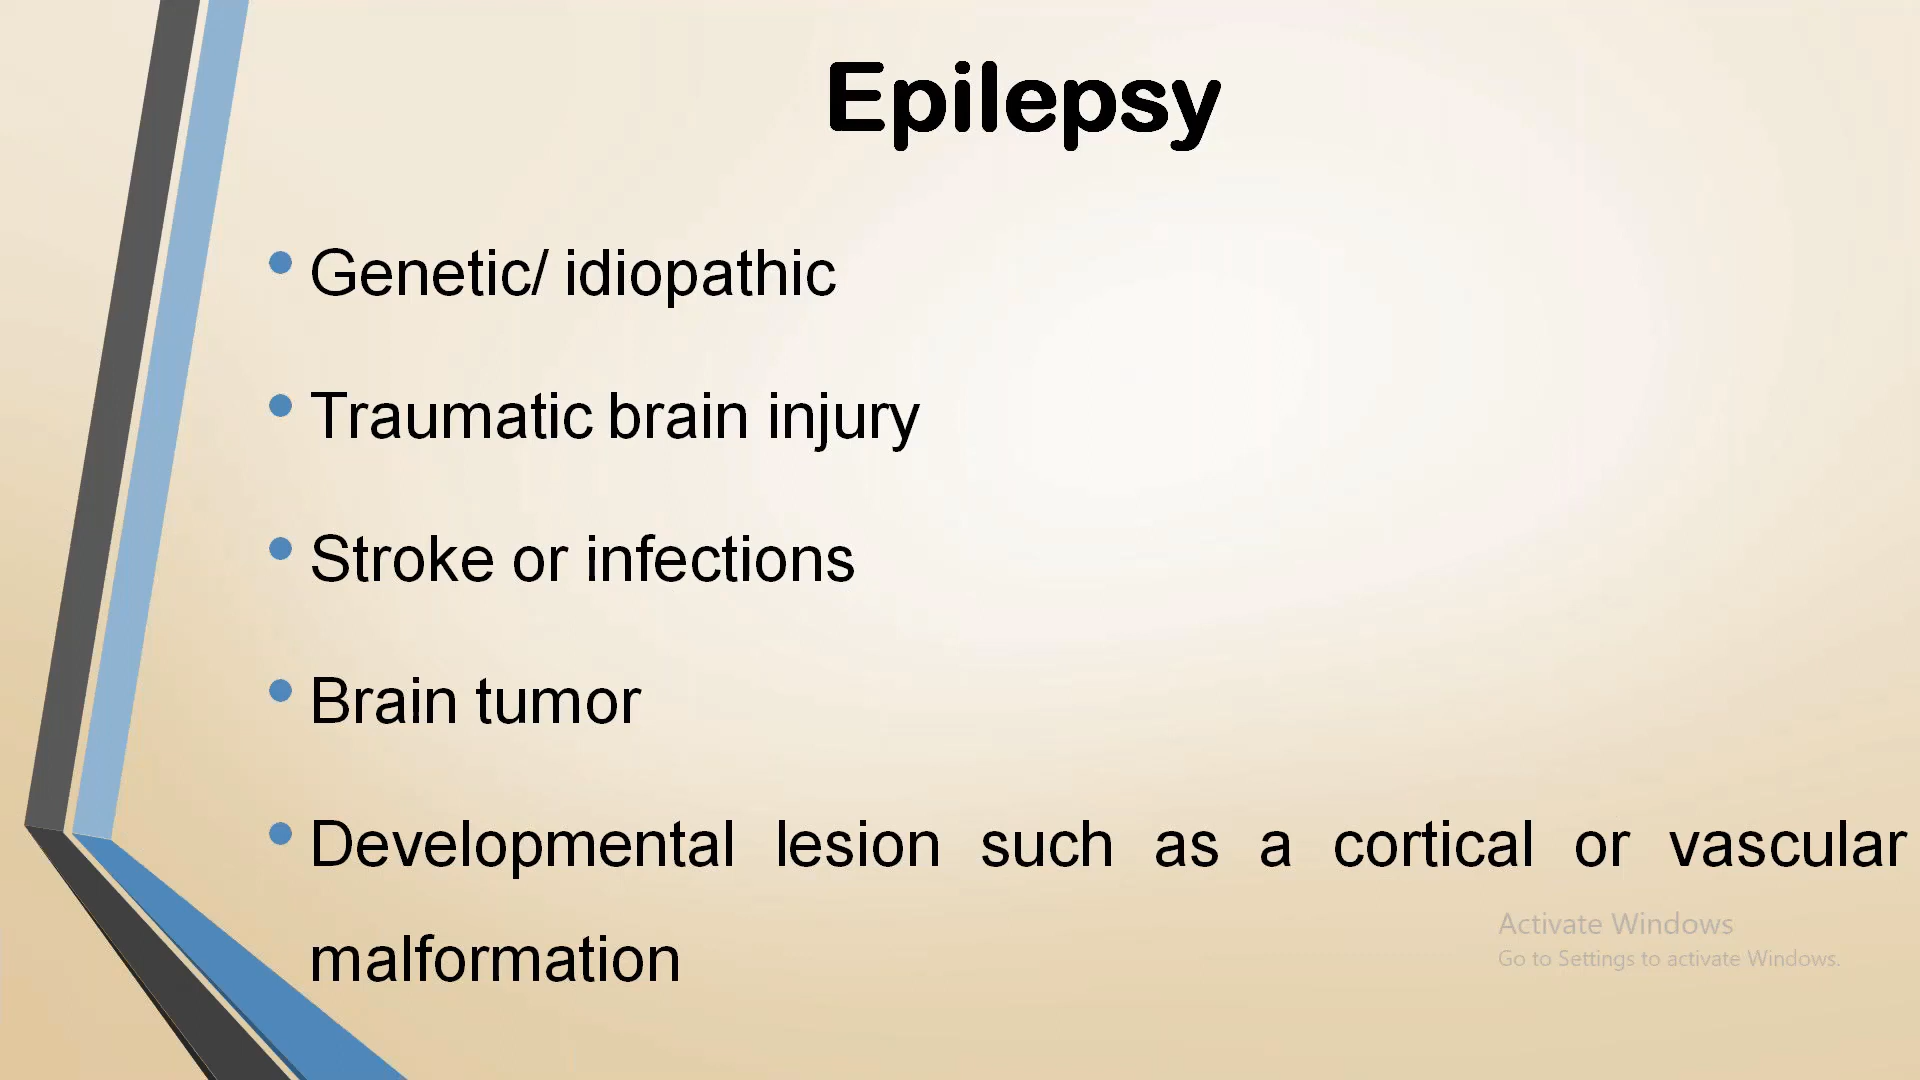 Epilepsy
• Genetic/ idiopathic
• Traumatic brain injury
• Stroke or infections
• Brain tumor
• Developmental lesion such as a cortical or vascular
malformation
Activate Windows
Go to Settings to activate Windows.